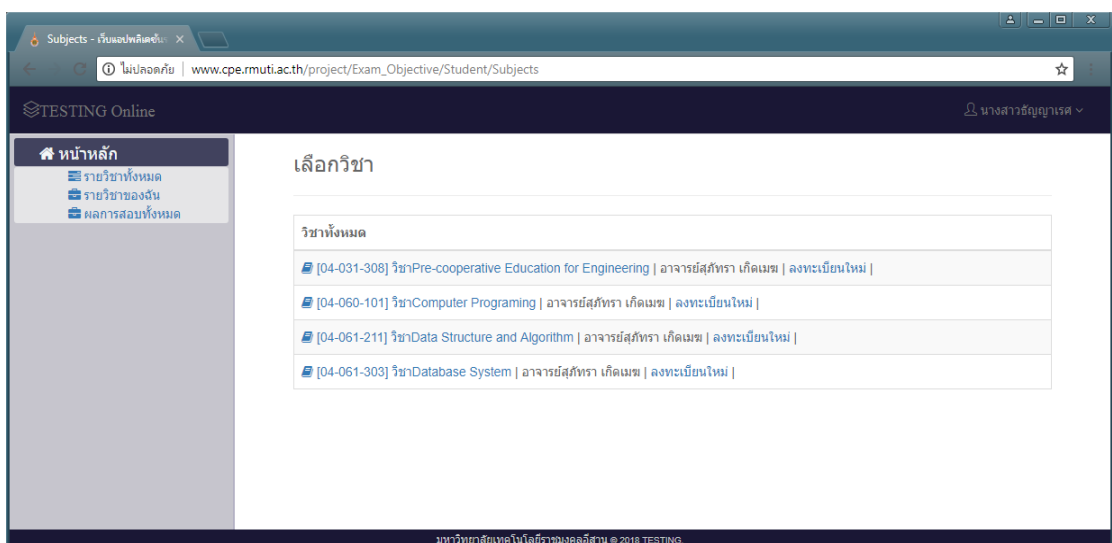 Subjects - เว็บแอปพลิเคชัน
ไม่ปลอดภัย | www.cpe.rmuti.ac.th/project/Exam_Objective/Student/Subjects
TESTING Online
นางสาวธัญญาเรศ
หน้าหลัก
รายวิชาทั้งหมด
รายวิชาของฉัน
ผลการสอบทั้งหมด
เลือกวิชา
วิชาทั้งหมด
[04-031-308] วิชาPre-cooperative Education for Engineering | อาจารย์สุภัทรา เกิดเมฆ | ลงทะเบียนใหม่ |
[04-060-101] วิชาComputer Programing | อาจารย์สุภัทรา เกิดเมฆ | ลงทะเบียนใหม่ |
[04-061-211] วิชาData Structure and Algorithm | อาจารย์สุภัทรา เกิดเมฆ | ลงทะเบียนใหม่ |
[04-061-303] วิชาDatabase System | อาจารย์สุภัทรา เกิดเมฆ | ลงทะเบียนใหม่ |
มหาวิทยาลัยเทคโนโลยีราชมงคลอีสาน © 2018 TESTING.